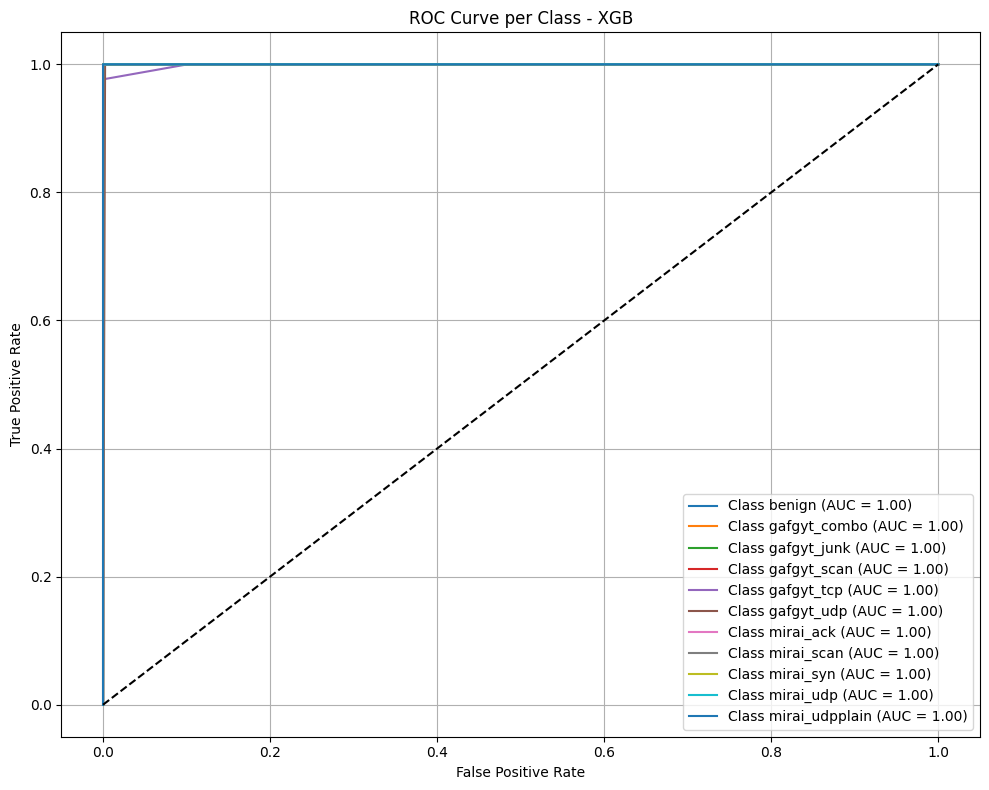 ROC Curve per Class - XGB
True Positive Rate
1.0
0.8
0.6
0.4
0.2
0.0
0.0 0.2 0.4 0.6 0.8 1.0
False Positive Rate
Class benign (AUC = 1.00)
Class gafgyt_combo (AUC = 1.00)
Class gafgyt_junk (AUC = 1.00)
Class gafgyt_scan (AUC = 1.00)
Class gafgyt_tcp (AUC = 1.00)
Class gafgyt_udp (AUC = 1.00)
Class mirai_ack (AUC = 1.00)
Class mirai_scan (AUC = 1.00)
Class mirai_syn (AUC = 1.00)
Class mirai_udp (AUC = 1.00)
Class mirai_udpplain (AUC = 1.00)